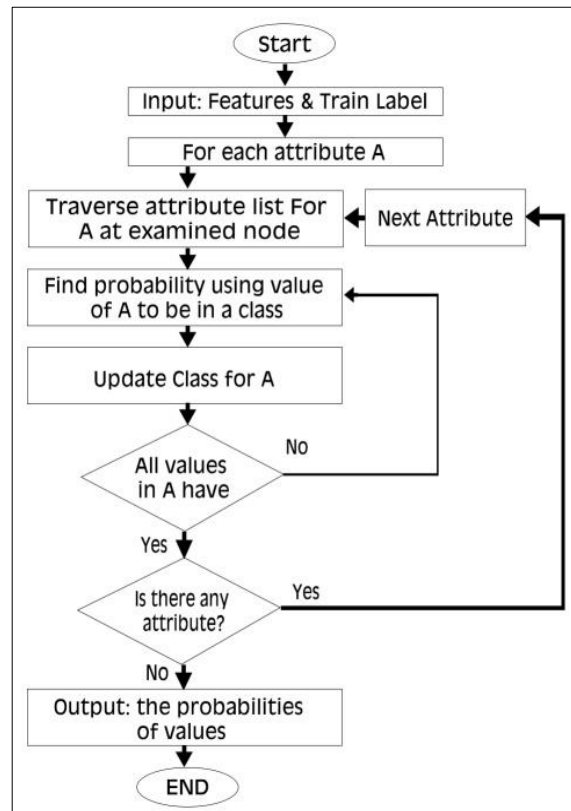 Start
Input: Features & Train Label
For each attribute A
Traverse attribute list For
A at examined node
Next Attribute
Find probability using value
of A to be in a class
Update Class for A
No
All values
in A have
Yes
Is there any
attribute?
Yes
No
Output: the probabilities
of values
END